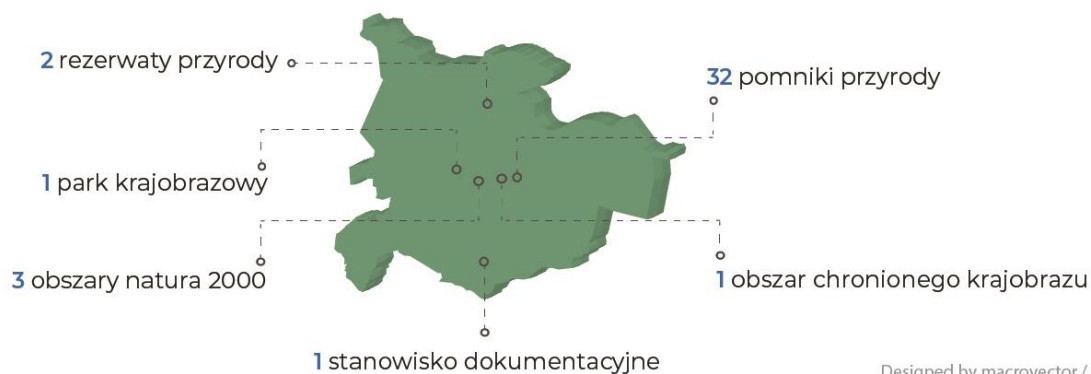 2 rezerwaty przyrody
32 pomniki przyrody
1 park krajobrazowy
3 obszary natura 2000
1 obszar chronionego krajobrazu
1 stanowisko dokumentacyjne
Designed by macrovector /